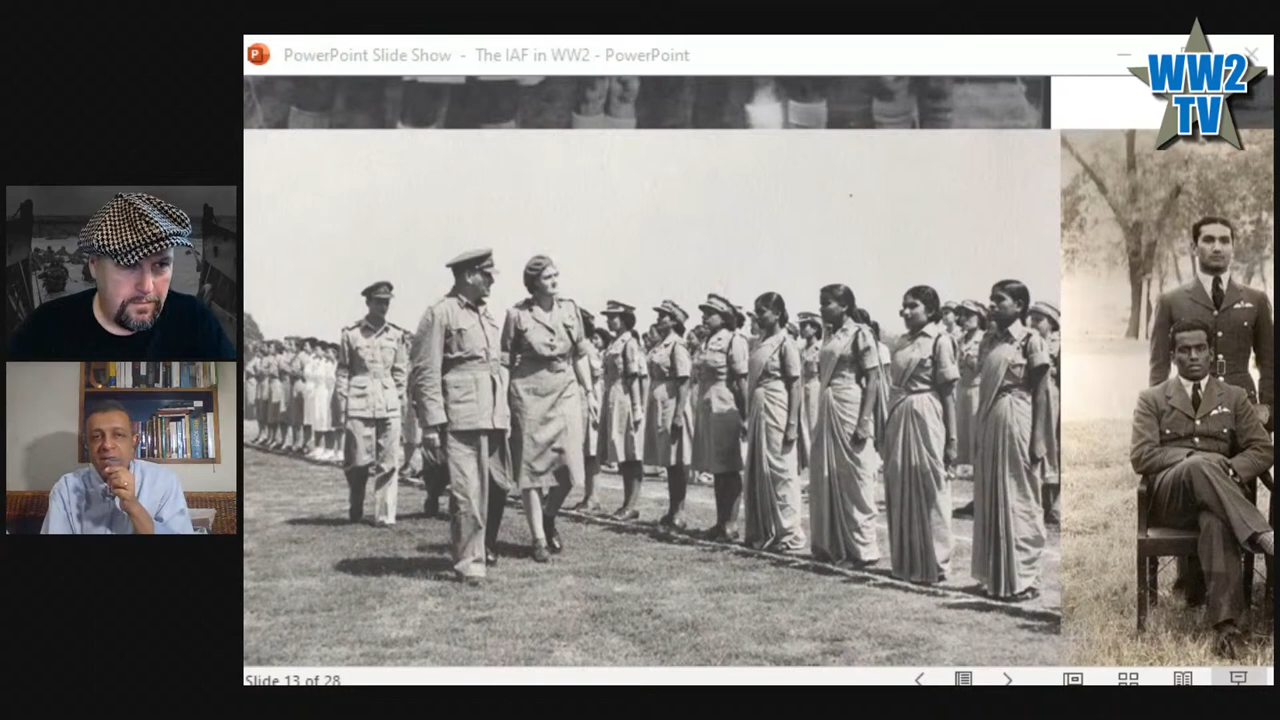 PowerPoint Slide Show - The IAF in WW2 - PowerPoint
WW2
TV
Slide 13 of 28